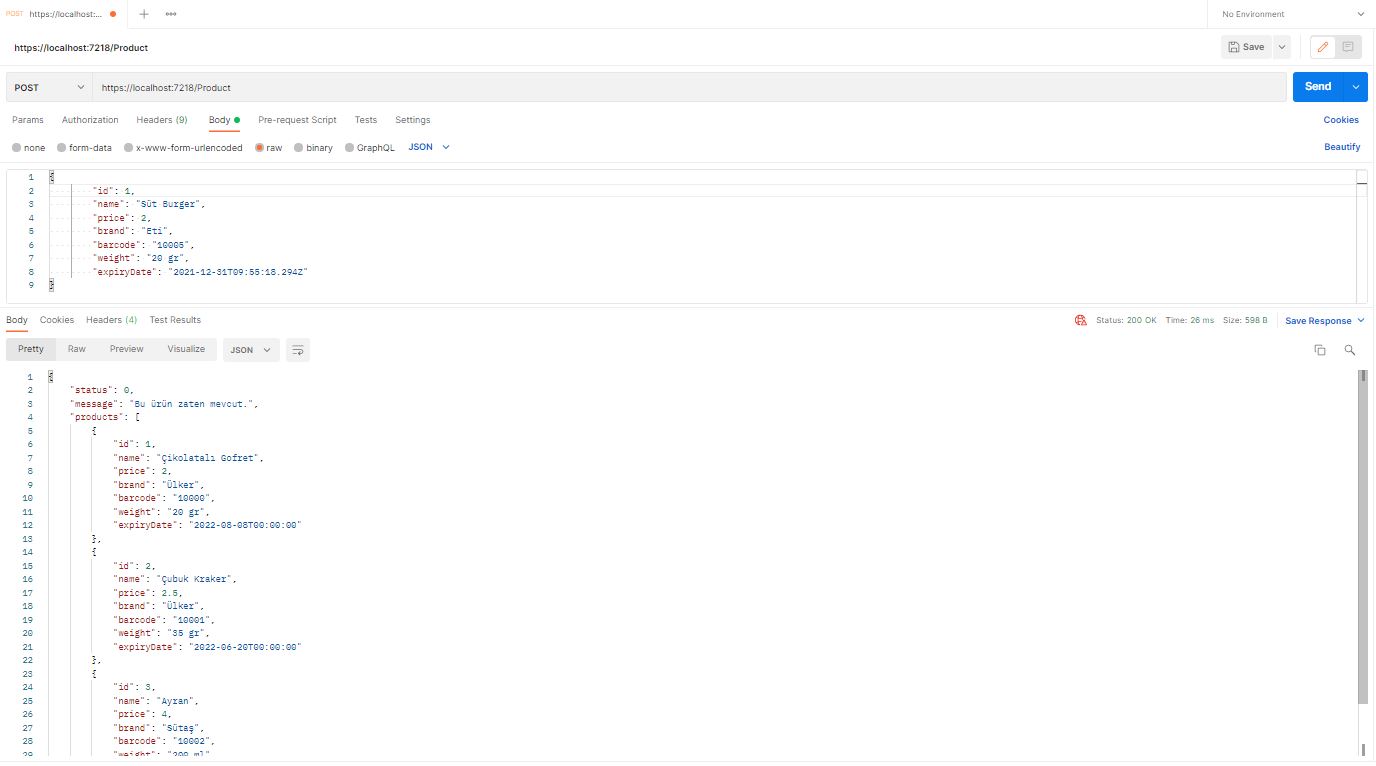 POST https://localhost:...
No Environment
https://localhost:7218/Product
Save
POST https://localhost:7218/Product Send
Params Authorization Headers (9) Body Pre-request Script Tests Settings Cookies
none form-data x-www-form-urlencoded raw binary GraphQL JSON Beautify
1 {
2 "id": 1,
3 "name": "Süt Burger",
4 "price": 2,
5 "brand": "Eti",
6 "barcode": "10005",
7 "weight": "20 gr",
8 "expiryDate": "2021-12-31T09:55:18.294Z"
9 }
Body Cookies Headers (4) Test Results Status: 200 OK Time: 26 ms Size: 598 B Save Response
Pretty Raw Preview Visualize JSON
1 {
2 "status": 0,
3 "message": "Bu ürün zaten mevcut.",
4 "products": [
5 {
6 "id": 1,
7 "name": "Çikolatalı Gofret",
8 "price": 2,
9 "brand": "Ülker",
10 "barcode": "10000",
11 "weight": "20 gr",
12 "expiryDate": "2022-08-08T00:00:00"
13 },
14 {
15 "id": 2,
16 "name": "Çubuk Kraker",
17 "price": 2.5,
18 "brand": "Ülker",
19 "barcode": "10001",
20 "weight": "35 gr",
21 "expiryDate": "2022-06-20T00:00:00"
22 },
23 {
24 "id": 3,
25 "name": "Ayran",
26 "price": 4,
27 "brand": "Sütaş",
28 "barcode": "10002",
29 "weight": "200 ml"